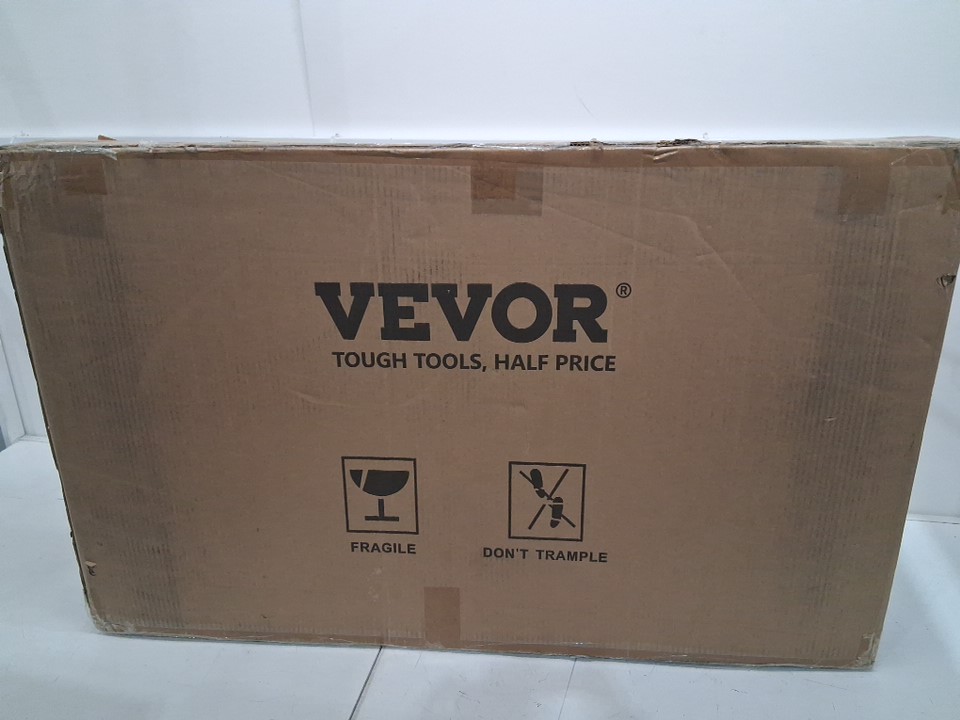 VEVOR®
TOUGH TOOLS, HALF PRICE
FRAGILE
DON'T TRAMPLE